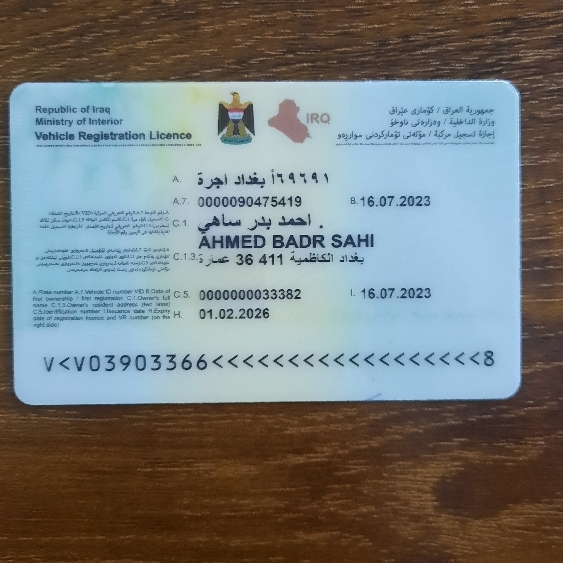 Republic of Iraq
Ministry of Interior
Vehicle Registration Licence
IRQ
جمهورية العراق / كۆماری عێراق
وزارة الداخلية / وەزارەتی ناوخۆ
إجازة تسجيل مركبة / مۆڵەتی تۆمارکردنی
A. ٦٩٦٩١أ بغداد اجرة
A.7. 0000090475419 B. 16.07.2023
C.1. احمد بدر ساهي .
AHMED BADR SAHI
C.1.3. بغداد الكاظمية 411 36 عمارة
A.Plate number A.7.Vehicle ID number VID B.Date of
first ownership / first registration C.1.Owner's full
name C.1.3.Owner's resident address (two lines)
C.5.Identification number I.Issuance date H.Expiry
date of registration licence and VR number (on the
right side)
C.5. 0000000033382 I. 16.07.2023
H. 01.02.2026
V<V03903366<<<<<<<<<<<<<<<<<<<8